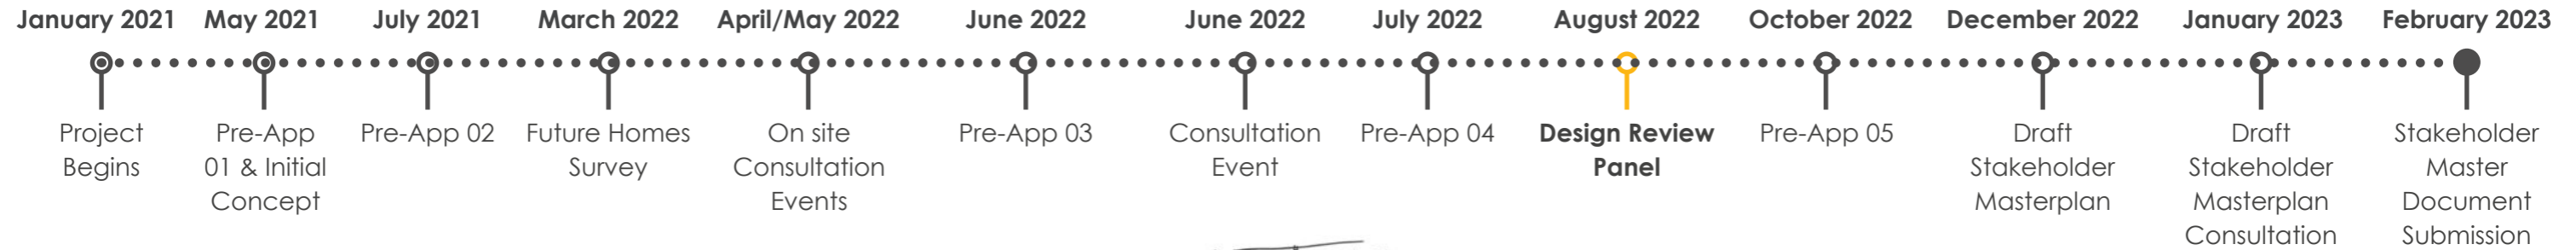 January 2021
May 2021
July 2021
March 2022
April/May 2022
June 2022
June 2022
July 2022
August 2022
October 2022
December 2022
January 2023
February 2023
Project
Begins
Pre-App
01 & Initial
Concept
Pre-App 02
Future Homes
Survey
On site
Consultation
Events
Pre-App 03
Consultation
Event
Pre-App 04
Design Review
Panel
Pre-App 05
Draft
Stakeholder
Masterplan
Draft
Stakeholder
Masterplan
Consultation
Stakeholder
Master
Document
Submission